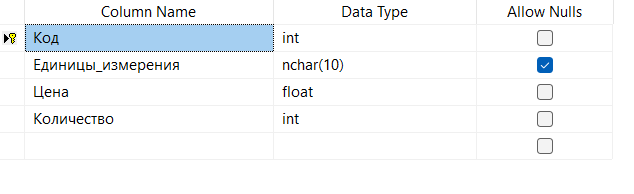 Column Name Data Type Allow Nulls
Код int
Единицы_измерения nchar(10)
Цена float
Количество int